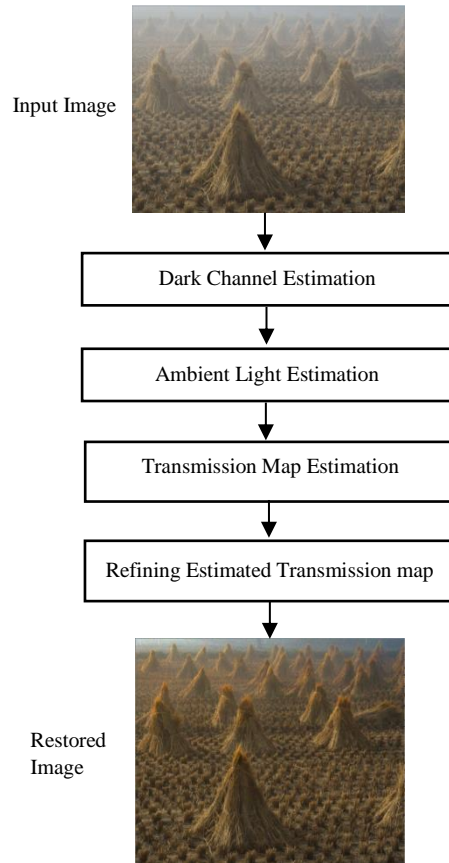 Input Image
Dark Channel Estimation
Ambient Light Estimation
Transmission Map Estimation
Refining Estimated Transmission map
Restored
Image